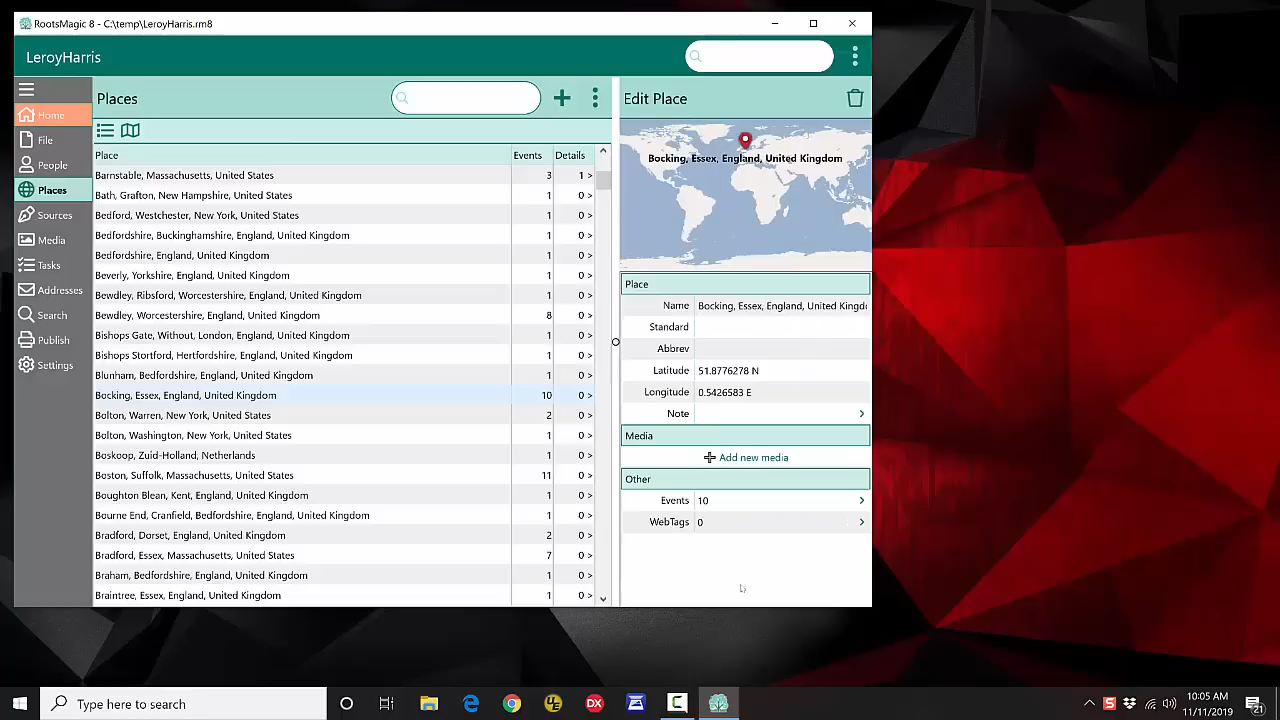 RootsMagic 8 - C:\temp\LeroyHarris.rm8
LeroyHarris
Home
File
People
Places
Sources
Media
Tasks
Addresses
Search
Publish
Settings
Places
Place Events Details
Barnstable, Massachusetts, United States 3 1 >
Bath, Grafton, New Hampshire, United States 1 0 >
Bedford, Westchester, New York, United States 1 0 >
Bedfordshire, Buckinghamshire, England, United Kingdom 1 0 >
Bedfordshire, England, United Kingdom 1 0 >
Beverly, Yorkshire, England, United Kingdom 1 0 >
Bewdley, Ribsford, Worcestershire, England, United Kingdom 1 0 >
Bewdley, Worcestershire, England, United Kingdom 8 0 >
Bishops Gate, Without, London, England, United Kingdom 1 0 >
Bishops Stortford, Hertfordshire, England, United Kingdom 1 0 >
Blunham, Bedfordshire, England, United Kingdom 1 0 >
Bocking, Essex, England, United Kingdom 10 0 >
Bolton, Warren, New York, United States 2 0 >
Bolton, Washington, New York, United States 1 0 >
Boskoop, Zuid-Holland, Netherlands 1 0 >
Boston, Suffolk, Massachusetts, United States 11 0 >
Boughton Blean, Kent, England, United Kingdom 1 0 >
Bourne End, Cranfield, Bedfordshire, England, United Kingdom 1 0 >
Bradford, Dorset, England, United Kingdom 2 0 >
Bradford, Essex, Massachusetts, United States 7 0 >
Braham, Bedfordshire, England, United Kingdom 1 0 >
Braintree, Essex, England, United Kingdom 1 0 >
Edit Place
Bocking, Essex, England, United Kingdom
Place
Name Bocking, Essex, England, United Kingdo
Standard
Abbrev
Latitude 51.8776278 N
Longitude 0.5426583 E
Note >
Media
Add new media
Other
Events 10 >
WebTags 0 >
Type here to search
UE
DX
S
10:05 AM
11/11/2019
21